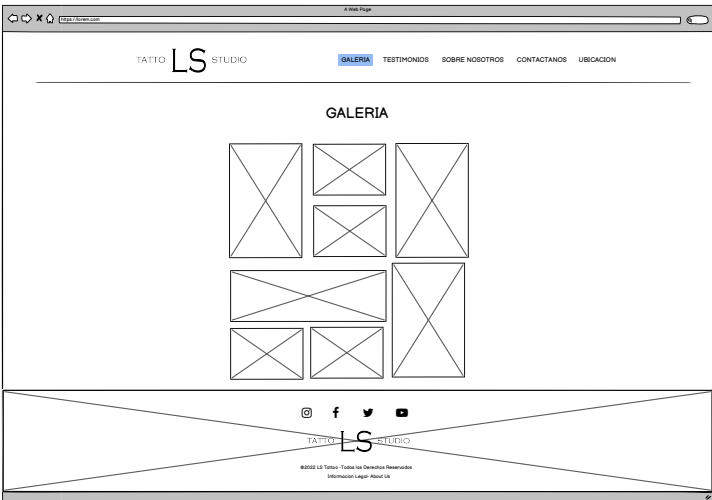 A Web Page
https://lorem.com
TATTO LS STUDIO
GALERIA TESTIMONIOS SOBRE NOSOTROS CONTACTANOS UBICACION
GALERIA
TATTO LS STUDIO
©2022 LS Tattoo -Todos los Derechos Reservados
Informacion Legal- About Us